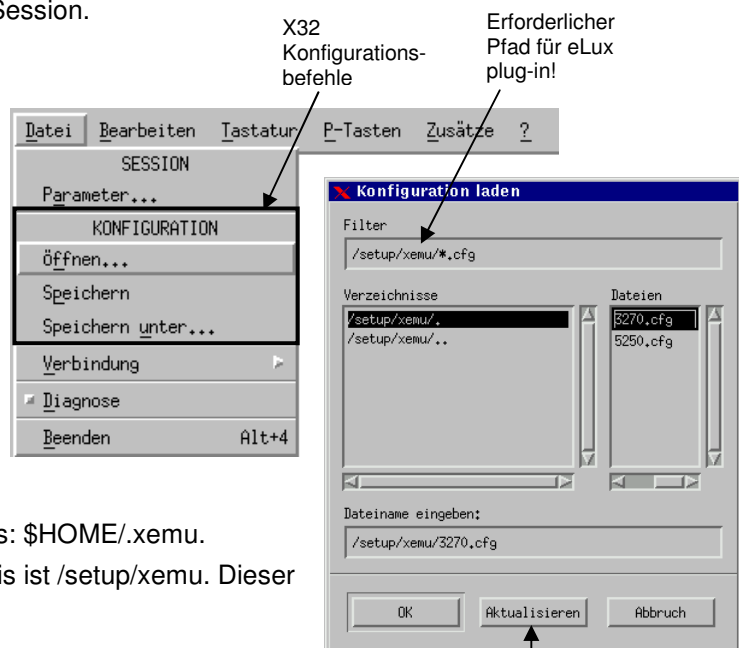 Session.
X32
Konfigurations-
befehle
Erforderlicher
Pfad für eLux
plug-in!
Datei Bearbeiten Tastatur P-Tasten Zusätze ?
SESSION
Parameter...
KONFIGURATION
Öffnen...
Speichern
Speichern unter...
Verbindung
Diagnose
Beenden Alt+4
Konfiguration laden
Filter
/setup/xemu/*.cfg
Verzeichnisse
/setup/xemu/.
/setup/xemu/..
Dateien
3270.cfg
5250.cfg
Dateiname eingeben:
/setup/xemu/3270.cfg
OK Aktualisieren Abbruch
s: $HOME/.xemu.
is ist /setup/xemu. Dieser